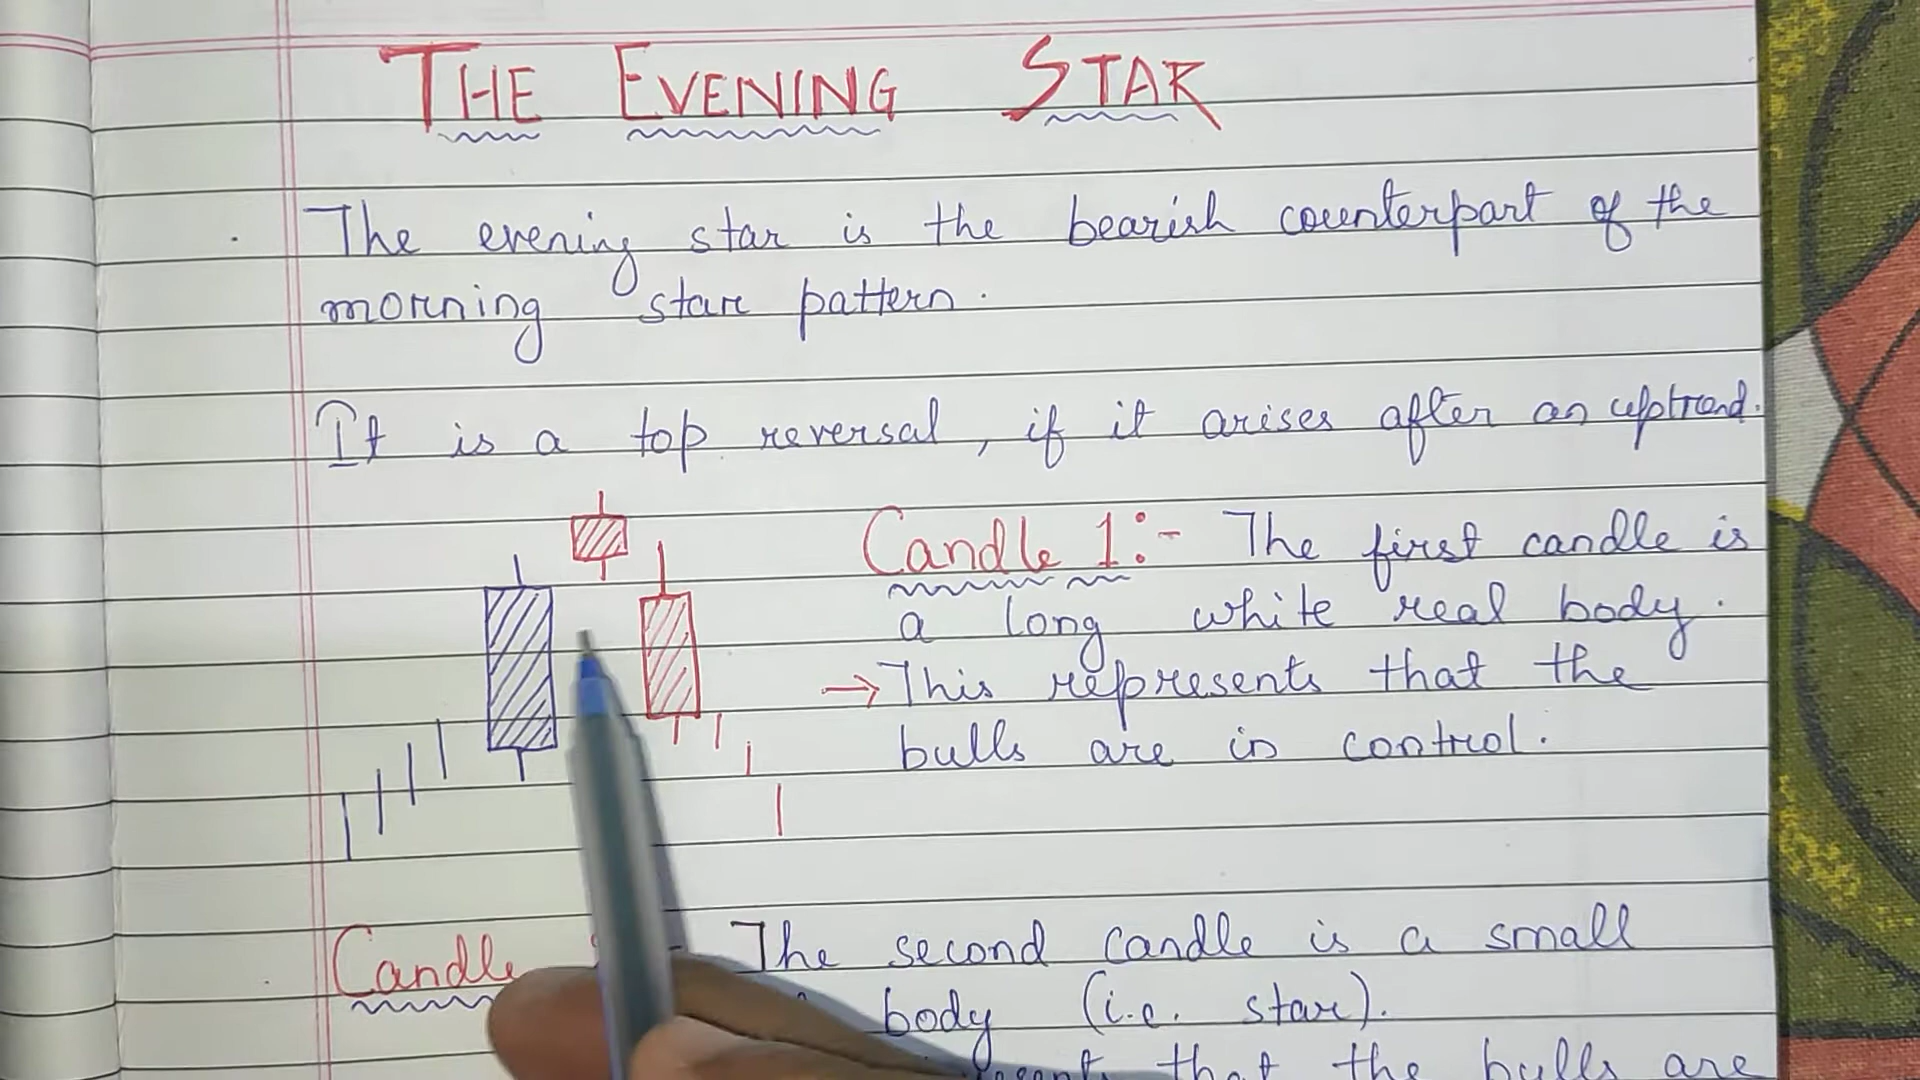 THE EVENING STAR
The evening star is the bearish counterpart of the
morning star pattern.
It is a top reversal, if it arises after an uptrend.
Candle 1:- The first candle is
a long white real body.
→ This represents that the
bulls are in control.
Candle The second candle is a small
body (i.e. star).
that the bulls are